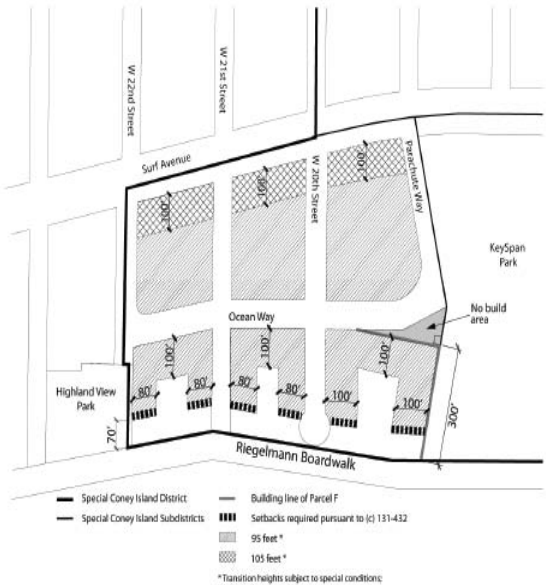 W 22nd Street
W 21st Street
Surf Avenue
W 20th Street
Parachute Way
100'
100'
100'
KeySpan
Park
Ocean Way
No build
area
100'
100'
100'
Highland View
Park
80'
80'
80'
80'
100'
100'
300'
70'
Riegelmann Boardwalk
Special Coney Island District
Special Coney Island Subdistricts
Building line of Parcel F
Setbacks required pursuant to (c) 131-432
95 feet *
105 feet *
*Transition heights subject to special conditions;